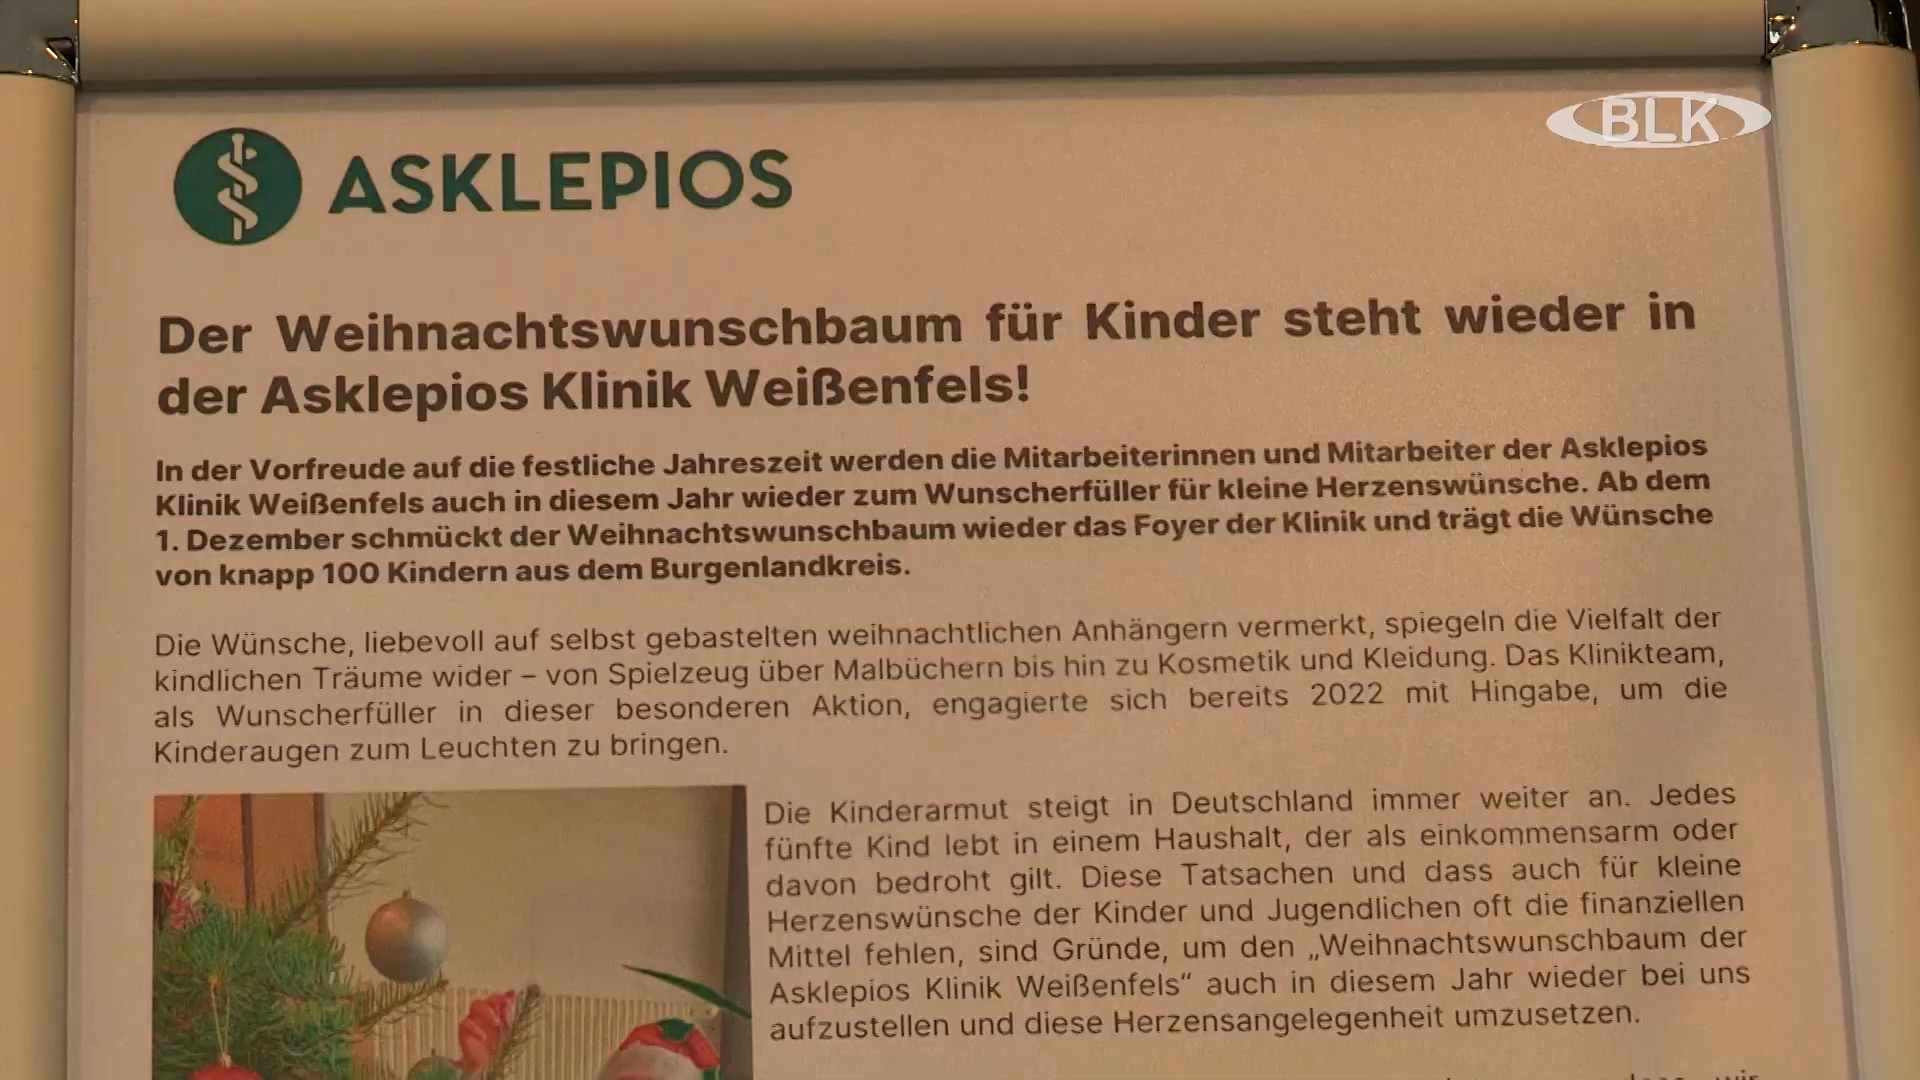 BLK
ASKLEPIOS
Der Weihnachtswunschbaum für Kinder steht wieder in
der Asklepios Klinik Weißenfels!
In der Vorfreude auf die festliche Jahreszeit werden die Mitarbeiterinnen und Mitarbeiter der Asklepios
Klinik Weißenfels auch in diesem Jahr wieder zum Wunscherfüller für kleine Herzenswünsche. Ab dem
1. Dezember schmückt der Weihnachtswunschbaum wieder das Foyer der Klinik und trägt die Wünsche
von knapp 100 Kindern aus dem Burgenlandkreis.
Die Wünsche, liebevoll auf selbst gebastelten weihnachtlichen Anhängern vermerkt, spiegeln die Vielfalt der
kindlichen Träume wider – von Spielzeug über Malbüchern bis hin zu Kosmetik und Kleidung. Das Klinikteam,
als Wunscherfüller in dieser besonderen Aktion, engagierte sich bereits 2022 mit Hingabe, um die
Kinderaugen zum Leuchten zu bringen.
Die Kinderarmut steigt in Deutschland immer weiter an. Jedes
fünfte Kind lebt in einem Haushalt, der als einkommensarm oder
davon bedroht gilt. Diese Tatsachen und dass auch für kleine
Herzenswünsche der Kinder und Jugendlichen oft die finanziellen
Mittel fehlen, sind Gründe, um den „Weihnachtswunschbaum der
Asklepios Klinik Weißenfels“ auch in diesem Jahr wieder bei uns
aufzustellen und diese Herzensangelegenheit umzusetzen.